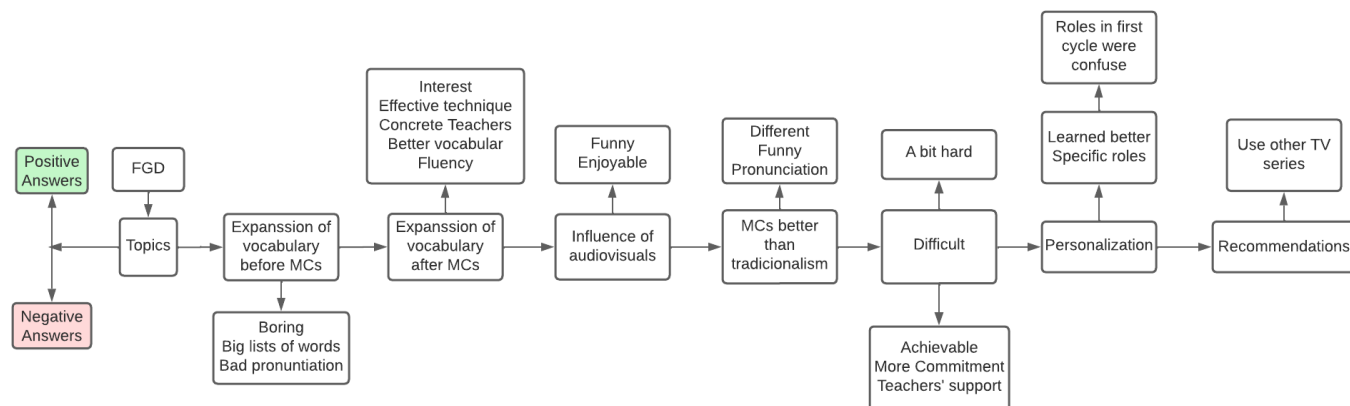 Positive
Answers
Negative
Answers
FGD
Topics
Expanssion of
vocabulary
before MCs
Boring
Big lists of words
Bad pronuntiation
Interest
Effective technique
Concrete Teachers
Better vocabular
Fluency
Expanssion of
vocabulary
after MCs
Funny
Enjoyable
Influence of
audiovisuals
Different
Funny
Pronunciation
MCs better
than
tradicionalism
A bit hard
Difficult
Achievable
More Commitment
Teachers' support
Roles in first
cycle were
confuse
Learned better
Specific roles
Personalization
Use other TV
series
Recommendations